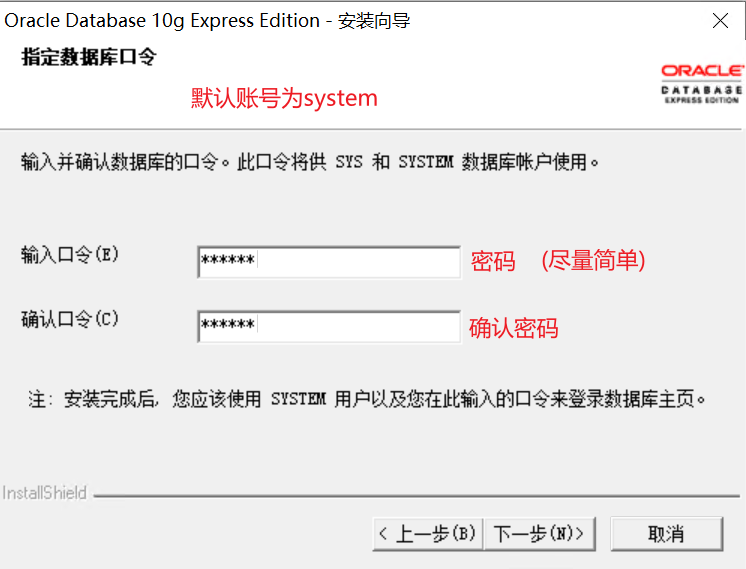 Oracle Database 10g Express Edition - 安装向导
指定数据库口令
默认账号为system
ORACLE
DATABASE
EXPRESS EDITION
输入并确认数据库的口令。此口令将供 SYS 和 SYSTEM 数据库帐户使用。
输入口令(E) ****** 密码 (尽量简单)
确认口令(C) ****** 确认密码
注: 安装完成后, 您应该使用 SYSTEM 用户以及您在此输入的口令来登录数据库主页。
InstallShield
< 上一步(B) 下一步(N)> 取消